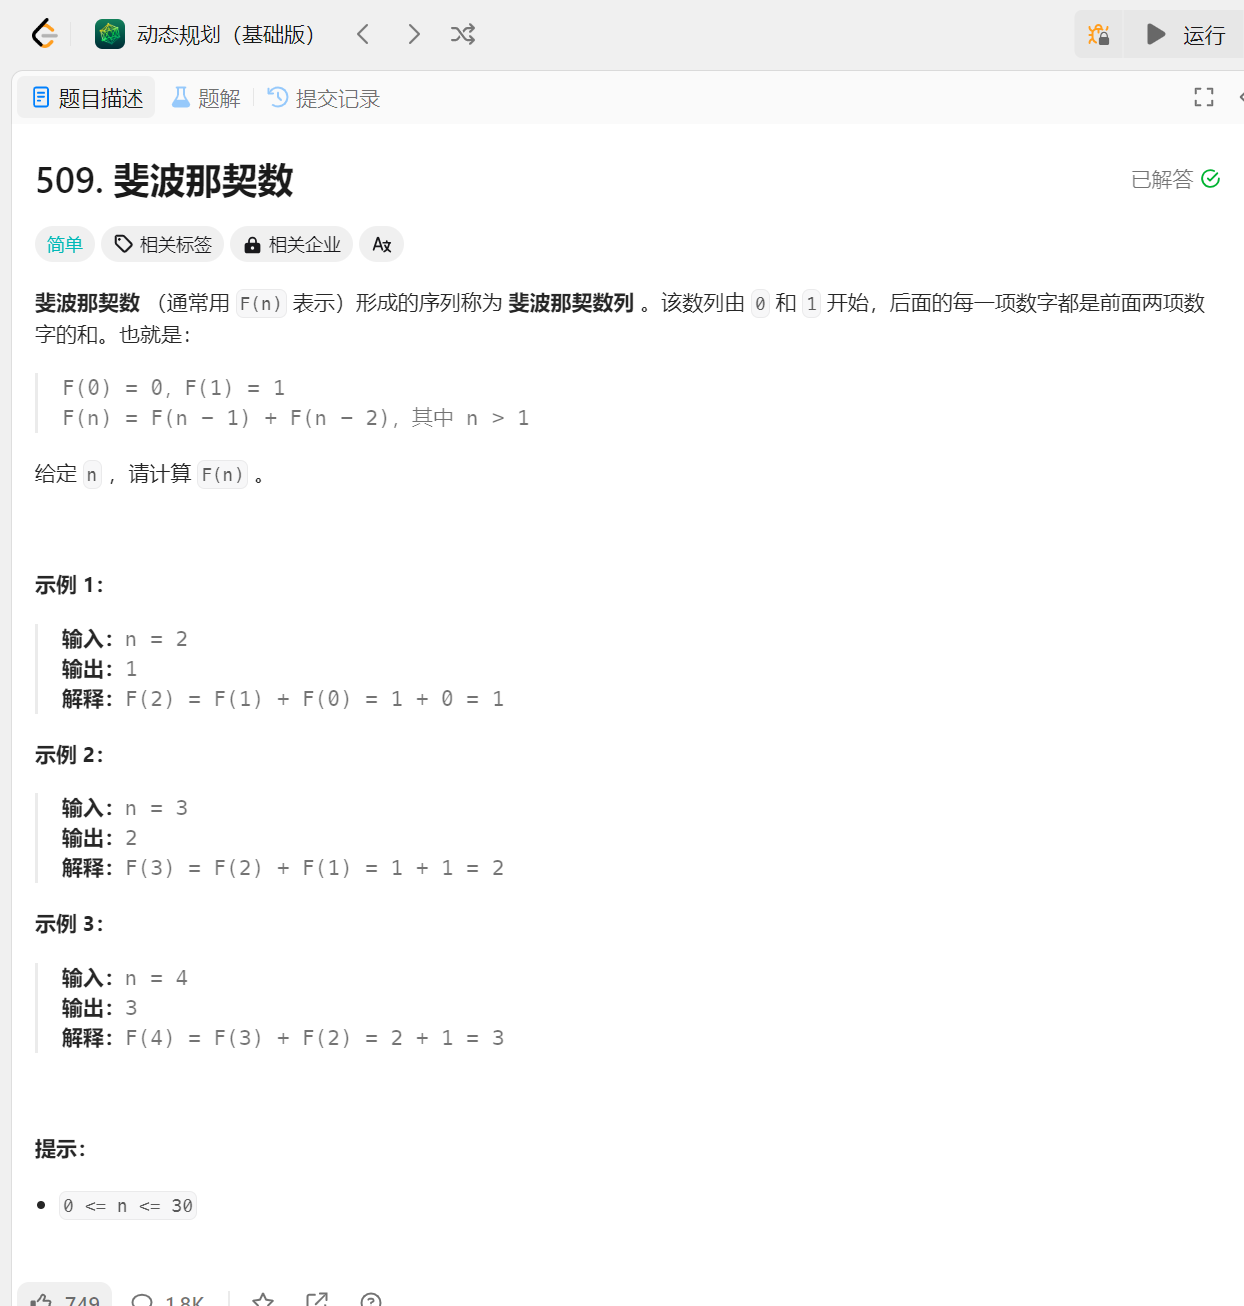 动态规划（基础版）
运行
题目描述 题解 提交记录
509. 斐波那契数
已解答
简单 相关标签 相关企业
斐波那契数 （通常用 F(n) 表示）形成的序列称为 斐波那契数列 。该数列由 0 和 1 开始，后面的每一项数字都是前面两项数
字的和。也就是：
F(0) = 0，F(1) = 1
F(n) = F(n - 1) + F(n - 2)，其中 n > 1
给定 n ，请计算 F(n) 。
示例 1：
输入：n = 2
输出：1
解释：F(2) = F(1) + F(0) = 1 + 0 = 1
示例 2：
输入：n = 3
输出：2
解释：F(3) = F(2) + F(1) = 1 + 1 = 2
示例 3：
输入：n = 4
输出：3
解释：F(4) = F(3) + F(2) = 2 + 1 = 3
提示：
0 <= n <= 30
749 1.8K